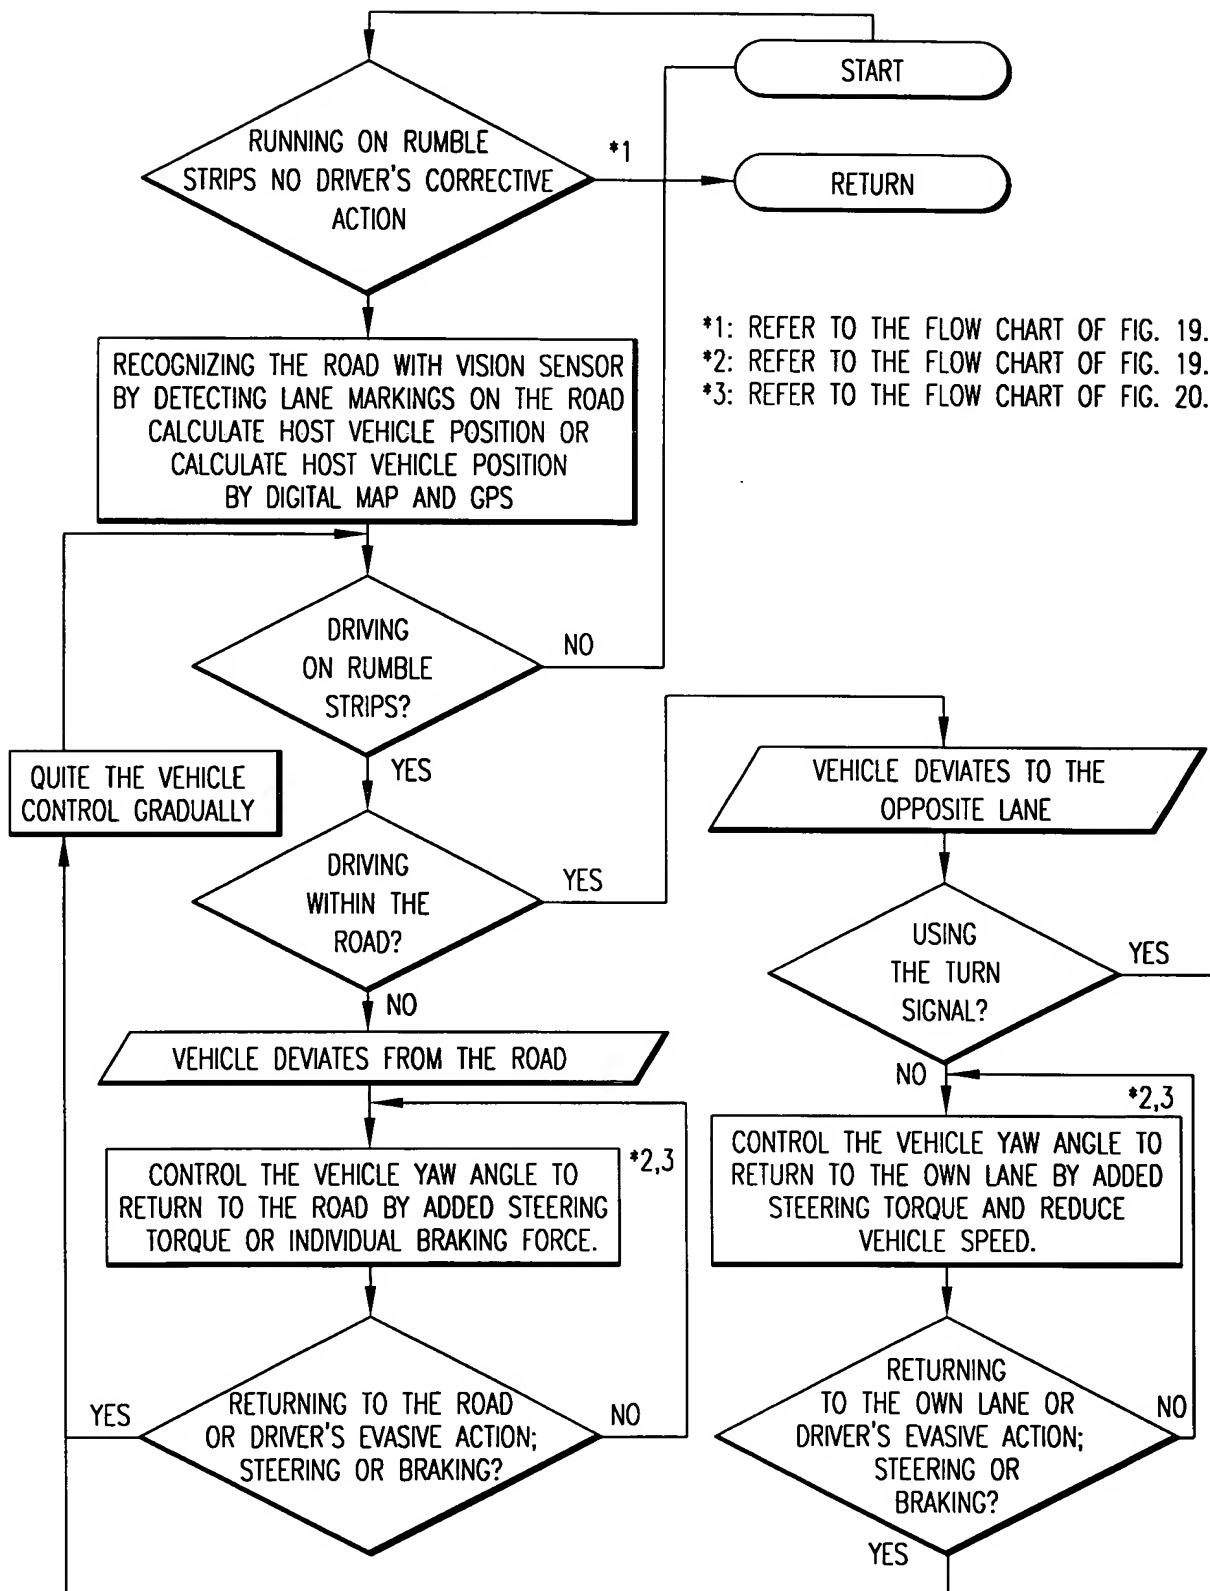 START
RUNNING ON RUMBLE
STRIPS NO DRIVER'S CORRECTIVE
ACTION
*1
RETURN
*1: REFER TO THE FLOW CHART OF FIG. 19.
*2: REFER TO THE FLOW CHART OF FIG. 19.
*3: REFER TO THE FLOW CHART OF FIG. 20.
RECOGNIZING THE ROAD WITH VISION SENSOR
BY DETECTING LANE MARKINGS ON THE ROAD
CALCULATE HOST VEHICLE POSITION OR
CALCULATE HOST VEHICLE POSITION
BY DIGITAL MAP AND GPS
DRIVING
ON RUMBLE
STRIPS?
NO
YES
QUITE THE VEHICLE
CONTROL GRADUALLY
VEHICLE DEVIATES TO THE
OPPOSITE LANE
DRIVING
WITHIN THE
ROAD?
YES
NO
USING
THE TURN
SIGNAL?
YES
NO
VEHICLE DEVIATES FROM THE ROAD
*2,3
CONTROL THE VEHICLE YAW ANGLE TO
RETURN TO THE ROAD BY ADDED STEERING
TORQUE OR INDIVIDUAL BRAKING FORCE.
*2,3
CONTROL THE VEHICLE YAW ANGLE TO
RETURN TO THE OWN LANE BY ADDED
STEERING TORQUE AND REDUCE
VEHICLE SPEED.
YES
RETURNING TO THE ROAD
OR DRIVER'S EVASIVE ACTION;
STEERING OR BRAKING?
NO
RETURNING
TO THE OWN LANE OR
DRIVER'S EVASIVE ACTION;
STEERING OR
BRAKING?
NO
YES